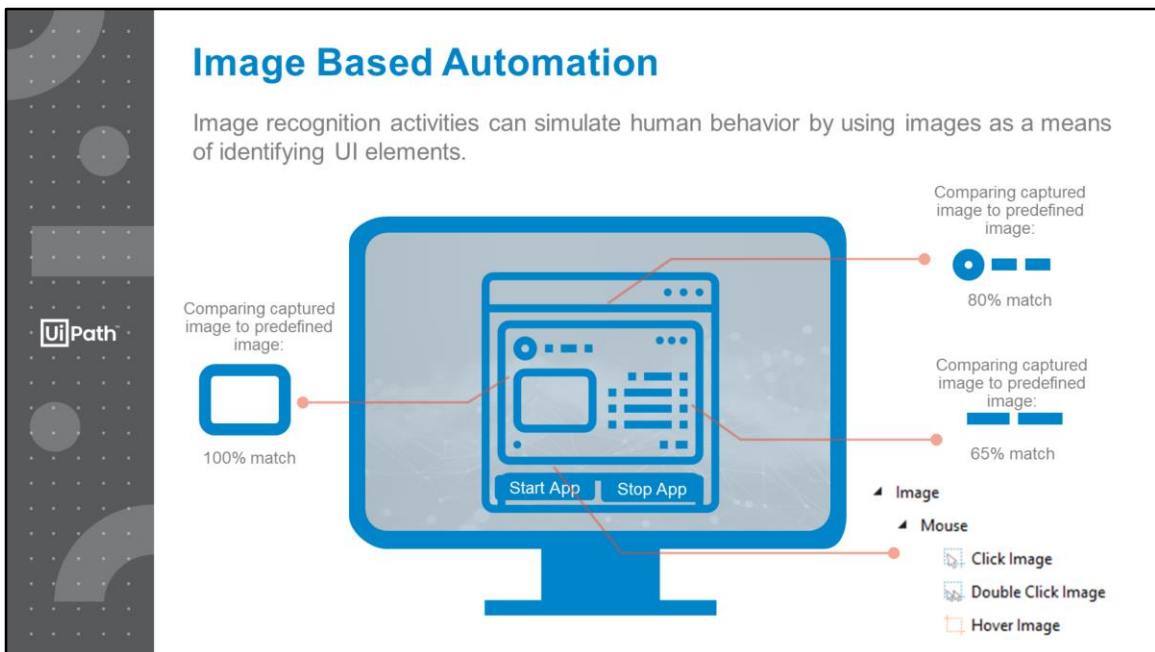 Image Based Automation
Image recognition activities can simulate human behavior by using images as a means
of identifying UI elements.
UiPath
Comparing captured
image to predefined
image:
100% match
Start App
Stop App
Comparing captured
image to predefined
image:
80% match
Comparing captured
image to predefined
image:
65% match
Image
Mouse
Click Image
Double Click Image
Hover Image